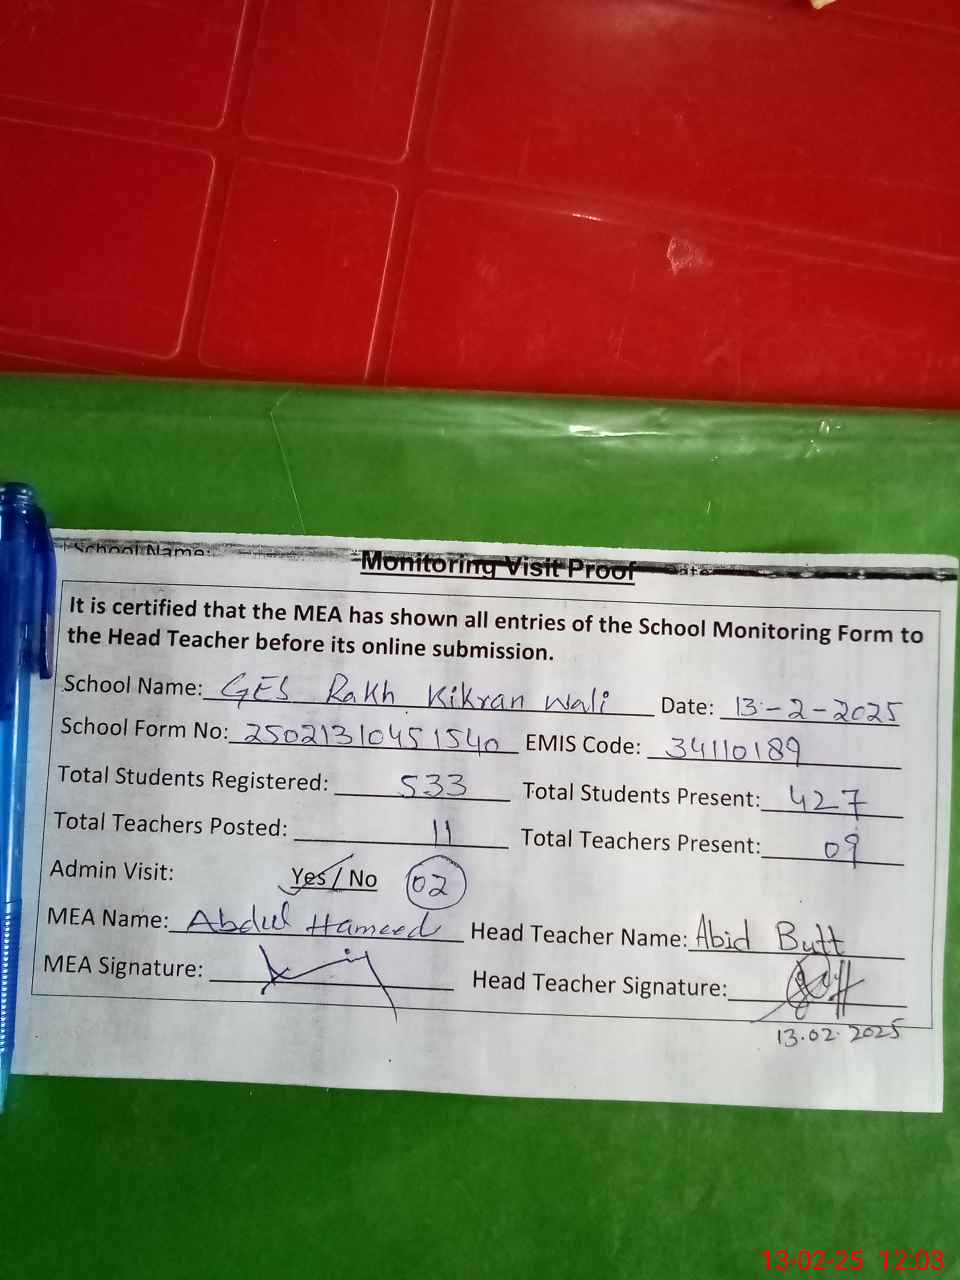 School Name:
Monitoring Visit Proof
It is certified that the MEA has shown all entries of the School Monitoring Form to
the Head Teacher before its online submission.
School Name: GES Rakh Kikran Wali Date: 13-2-2025
School Form No: 25021310451540 EMIS Code: 34110189
Total Students Registered: 533 Total Students Present: 427
Total Teachers Posted: 11 Total Teachers Present: 09
Admin Visit: Yes/No 02
MEA Name: Abdul Hameed Head Teacher Name: Abid Butt
MEA Signature: Head Teacher Signature:
13.02.2025
13-02-25 12:03